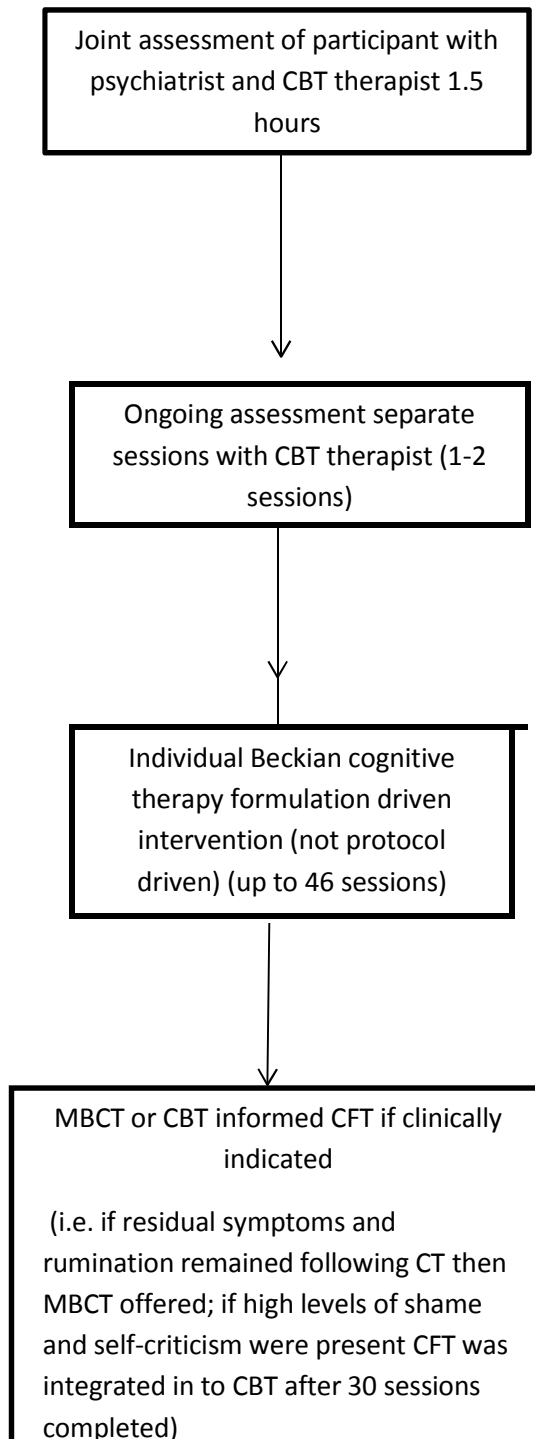 Joint assessment of participant with
psychiatrist and CBT therapist 1.5
hours
Ongoing assessment separate
sessions with CBT therapist (1-2
sessions)
Individual Beckian cognitive
therapy formulation driven
intervention (not protocol
driven) (up to 46 sessions)
MBCT or CBT informed CFT if clinically
indicated
(i.e. if residual symptoms and
rumination remained following CT then
MBCT offered; if high levels of shame
and self-criticism were present CFT was
integrated in to CBT after 30 sessions
completed)